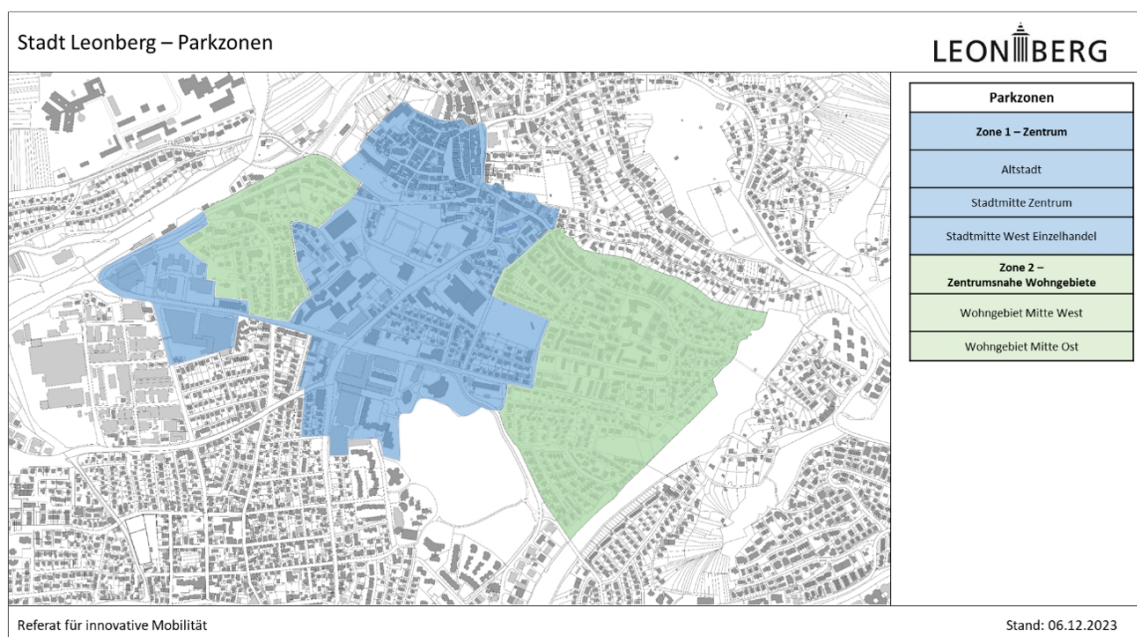 Stadt Leonberg – Parkzonen
LEONBERG
Parkzonen
Zone 1 – Zentrum
Altstadt
Stadtmitte Zentrum
Stadtmitte West Einzelhandel
Zone 2 –
Zentrumsnahe Wohngebiete
Wohngebiet Mitte West
Wohngebiet Mitte Ost
Referat für innovative Mobilität
Stand: 06.12.2023